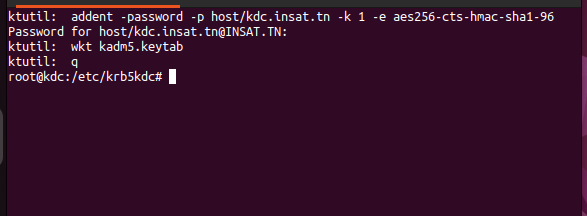 ktutil:  addent -password -p host/kdc.insat.tn -k 1 -e aes256-cts-hmac-sha1-96
Password for host/kdc.insat.tn@INSAT.TN:
ktutil:  wkt kadm5.keytab
ktutil:  q
root@kdc:/etc/krb5kdc#